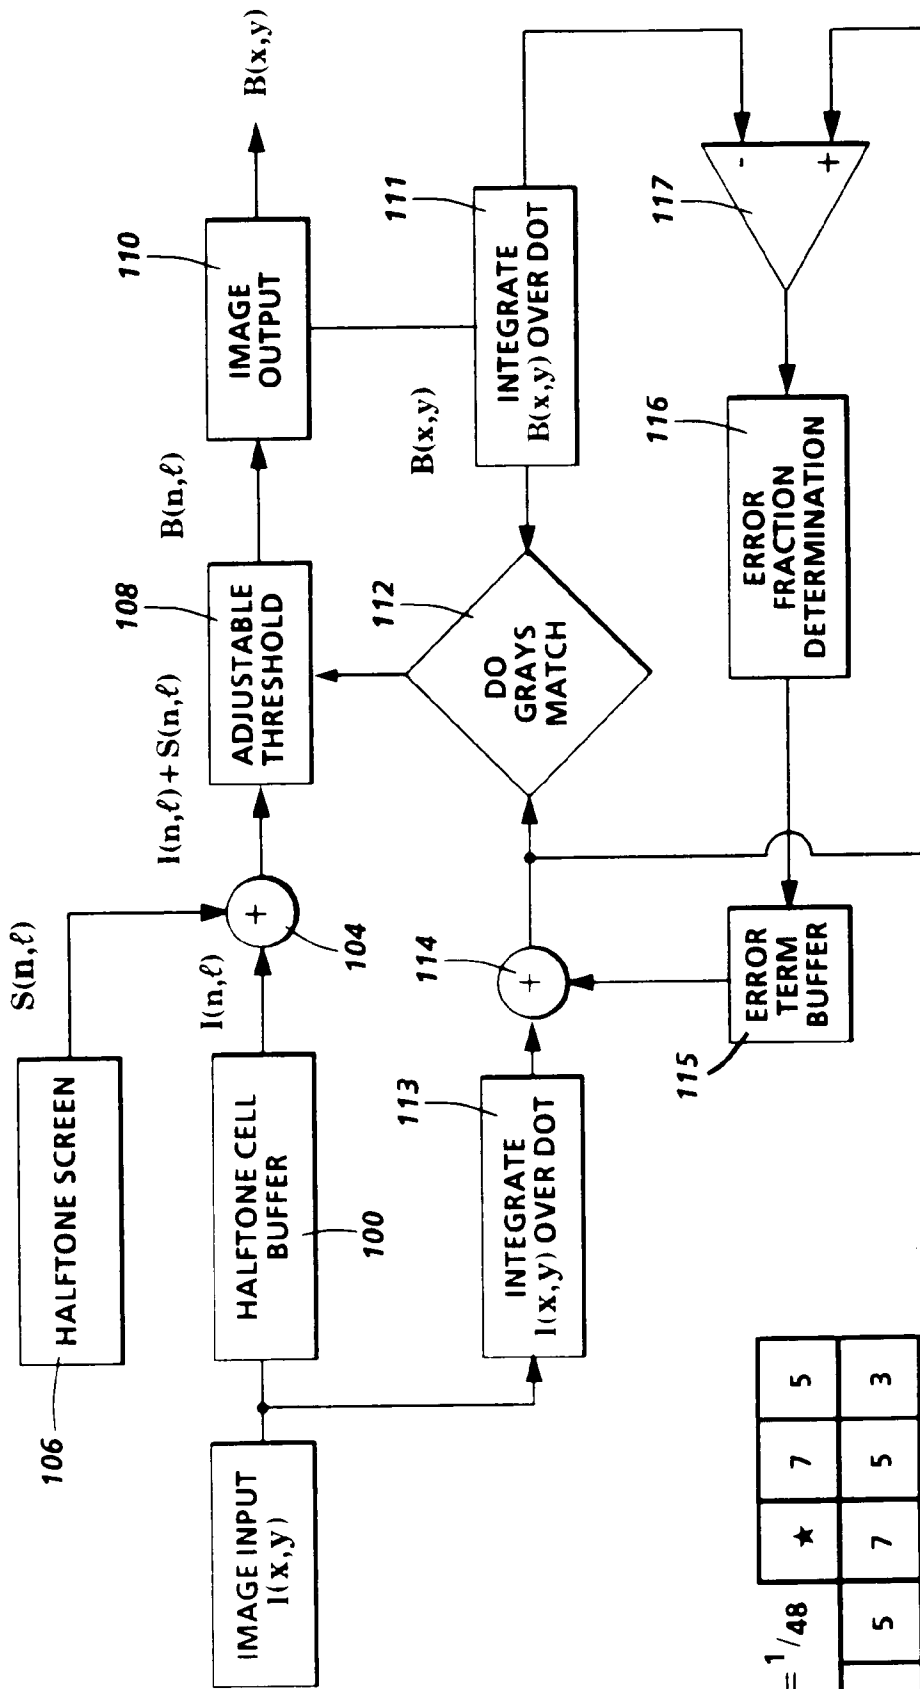 HALFTONE SCREEN
106
S(n,ℓ)
IMAGE INPUT
I(x,y)
HALFTONE CELL
BUFFER
100
I(n,ℓ)
+
104
I(n,ℓ) + S(n,ℓ)
ADJUSTABLE
THRESHOLD
108
B(n,ℓ)
IMAGE
OUTPUT
110
B(x,y)
INTEGRATE
I(x,y) OVER DOT
113
+
114
DO
GRAYS
MATCH
112
B(x,y)
INTEGRATE
B(x,y) OVER DOT
111
ERROR
TERM
BUFFER
115
ERROR
FRACTION
DETERMINATION
116
-
+
117
= 1/48
★ 7 5
5 7 5 3